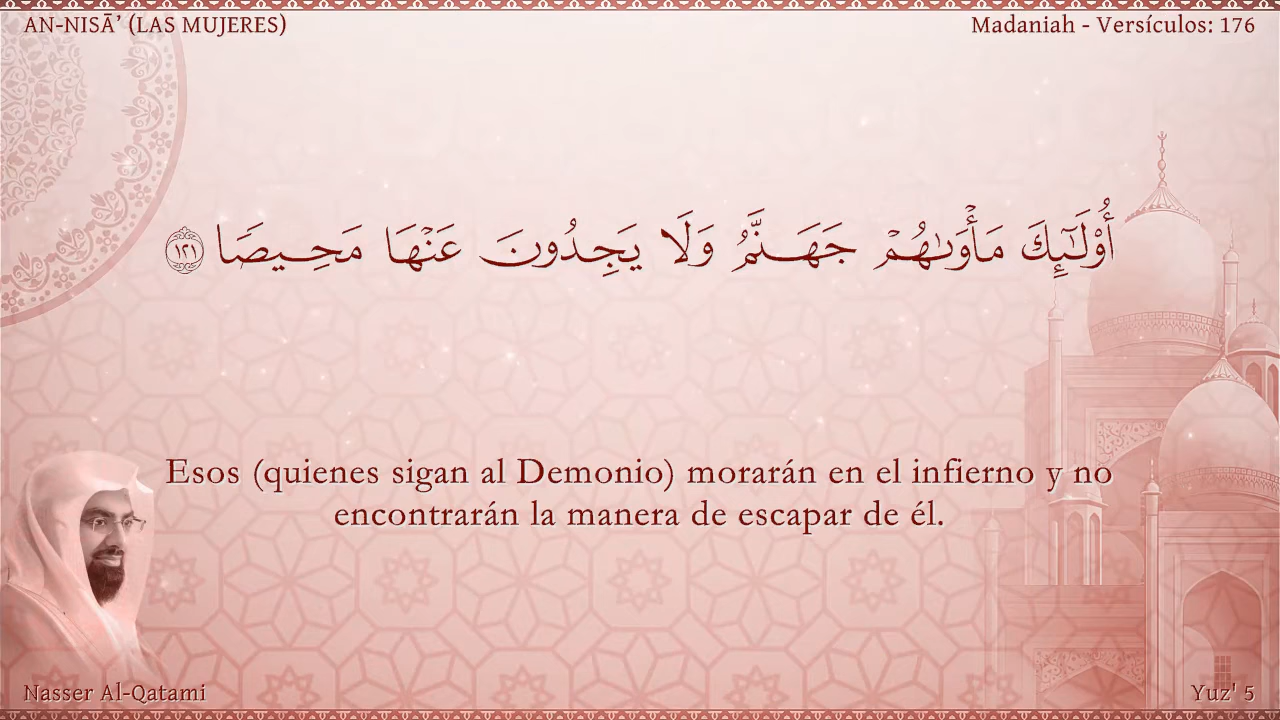 AN-NISĀ’ (LAS MUJERES)
Madaniah - Versículos: 176
أُو۟لَـٰٓئِكَ مَأْوَىٰهُمْ جَهَنَّمُ وَلَا يَجِدُونَ عَنْهَا مَحِيصًا ١٢١
Esos (quienes sigan al Demonio) morarán en el infierno y no
encontrarán la manera de escapar de él.
Nasser Al-Qatami
Yuz' 5